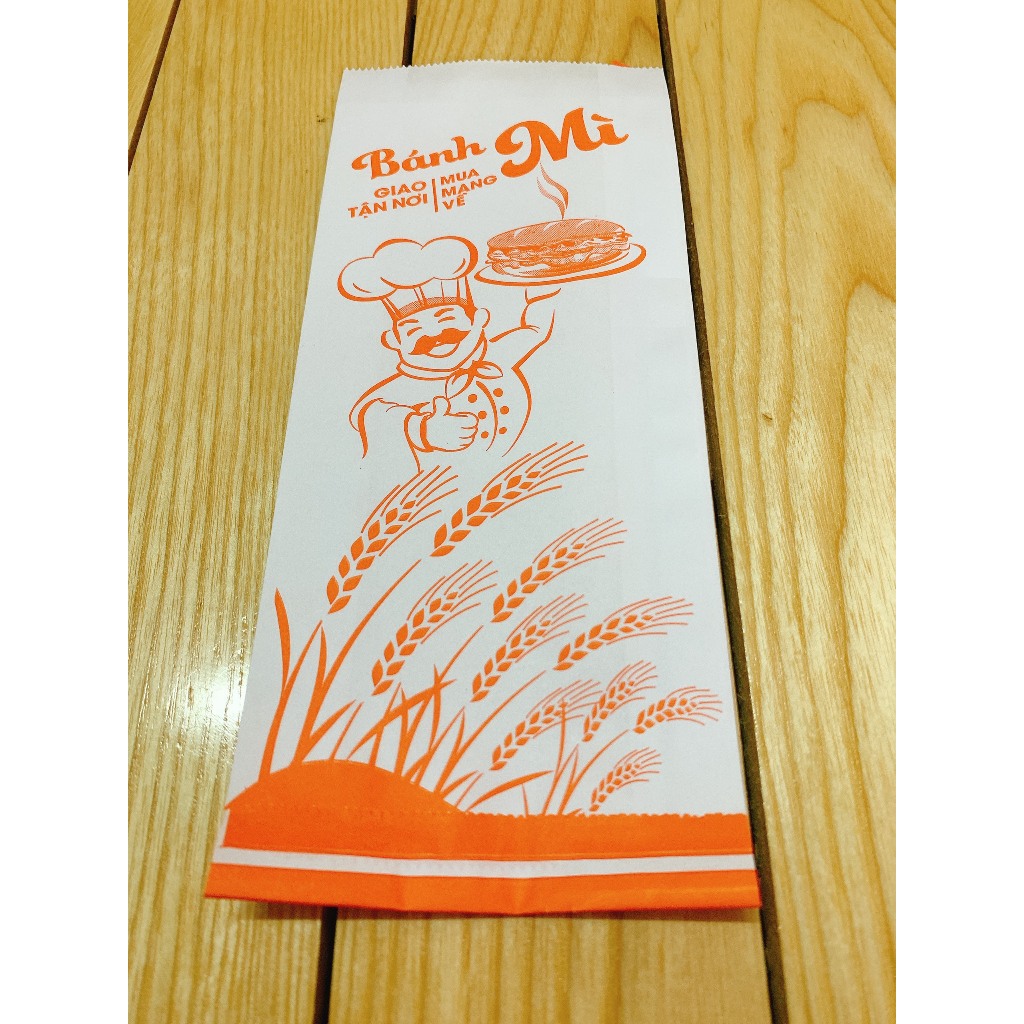 Bánh Mì
GIAO
TẬN NƠI
MUA
MANG
VỀ